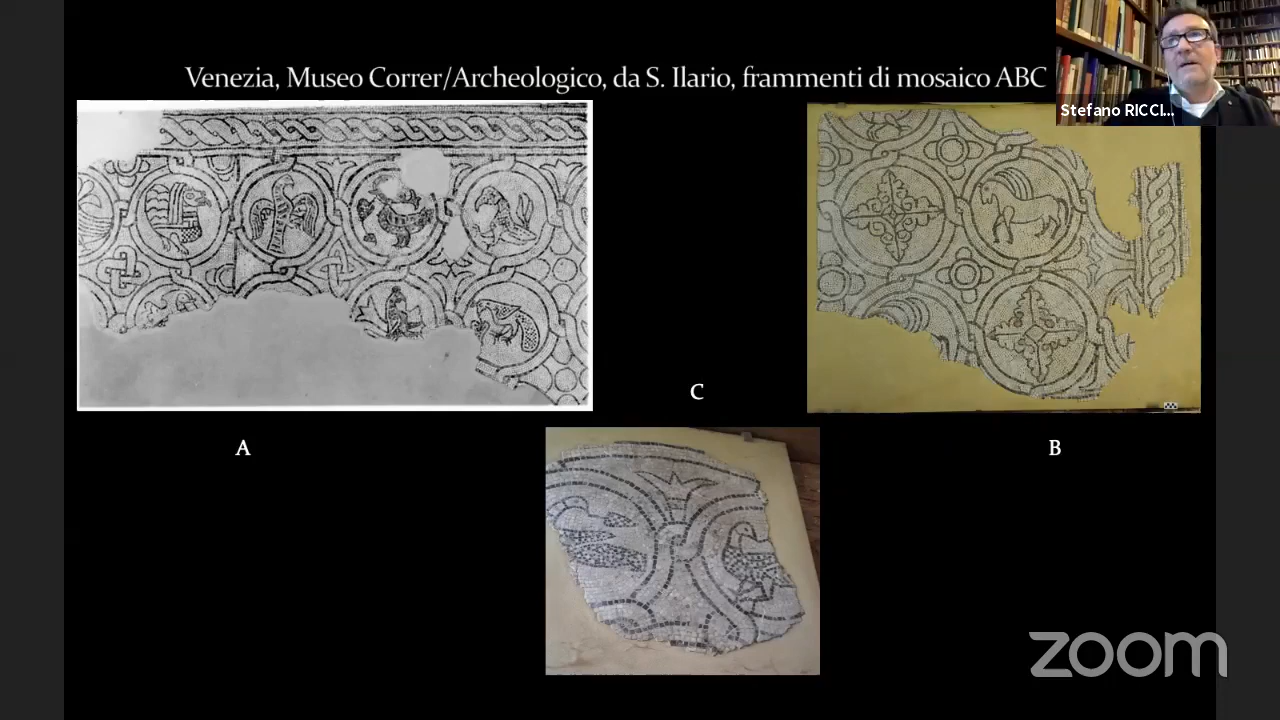 Venezia, Museo Correr/Archeologico, da S. Ilario, frammenti di mosaico ABC
Stefano RICCI...
C
A
B
zoom